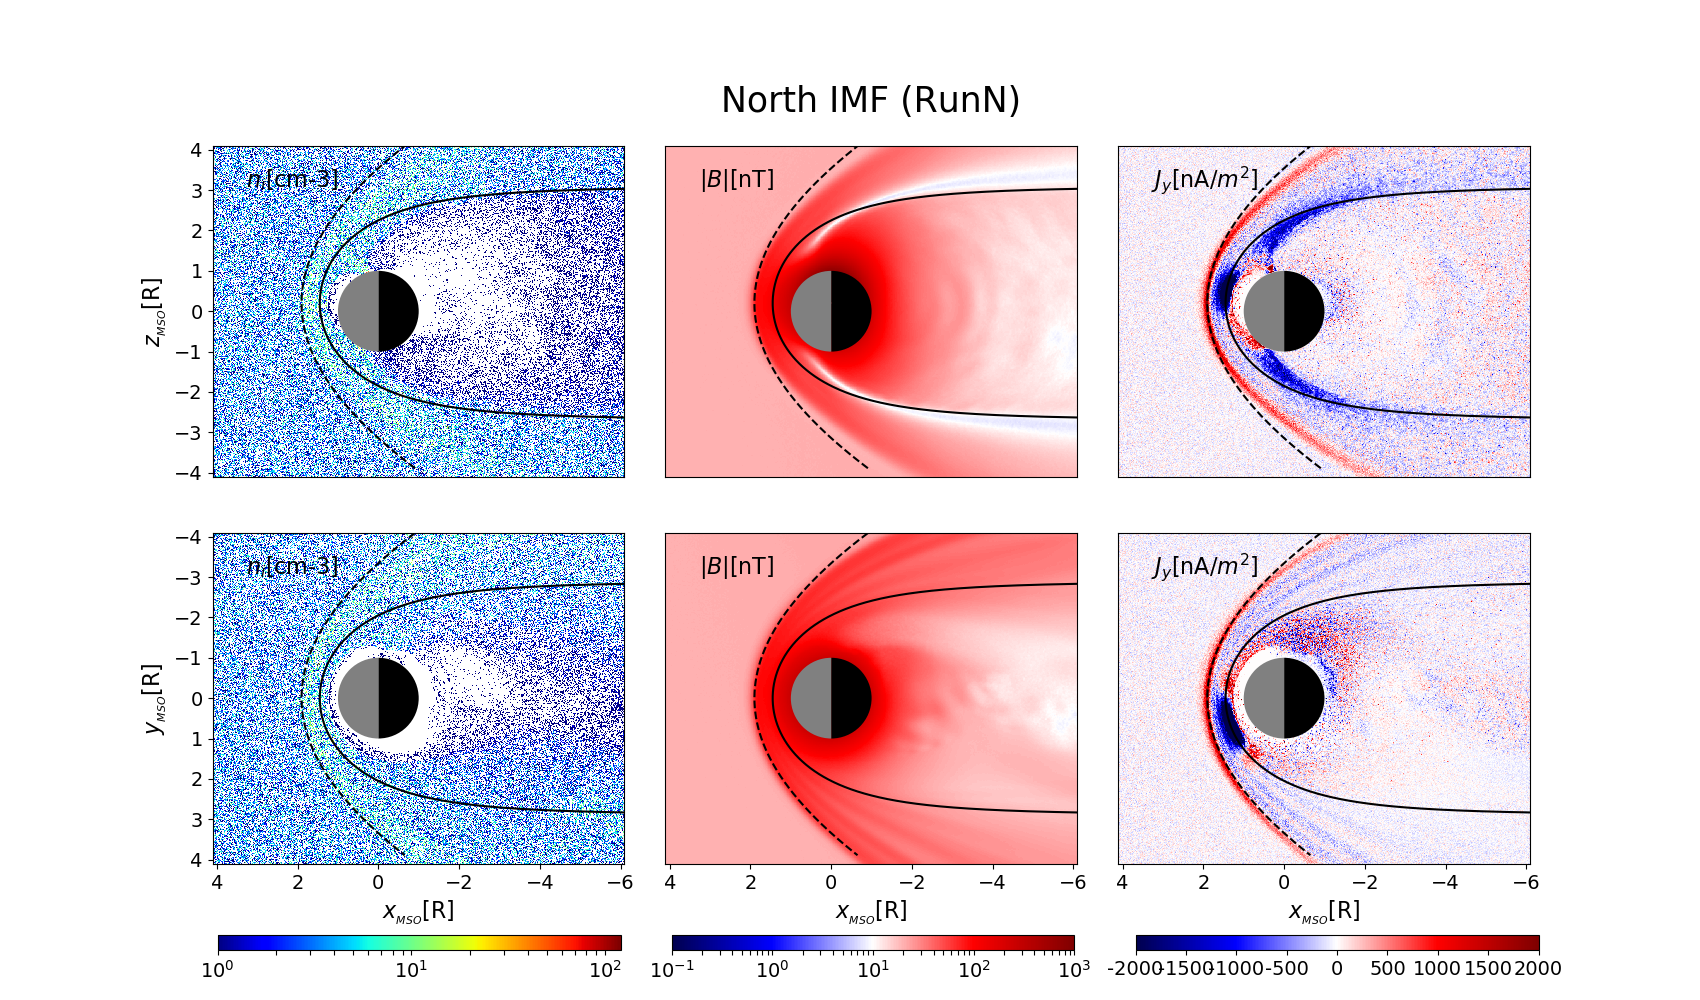 North IMF (RunN)
n_i[cm-3]
|B|[nT]
J_y[nA/m^2]
4
3
2
1
0
−1
−2
−3
−4
z_MSO[R]
n_i[cm-3]
|B|[nT]
J_y[nA/m^2]
−4
−3
−2
−1
0
1
2
3
4
y_MSO[R]
4 2 0 −2 −4 −6
4 2 0 −2 −4 −6
4 2 0 −2 −4 −6
x_MSO[R]
x_MSO[R]
x_MSO[R]
10^0 10^1 10^2
10^−1 10^0 10^1 10^2 10^3
-2000 -1500 -1000 -500 0 500 1000 1500 2000